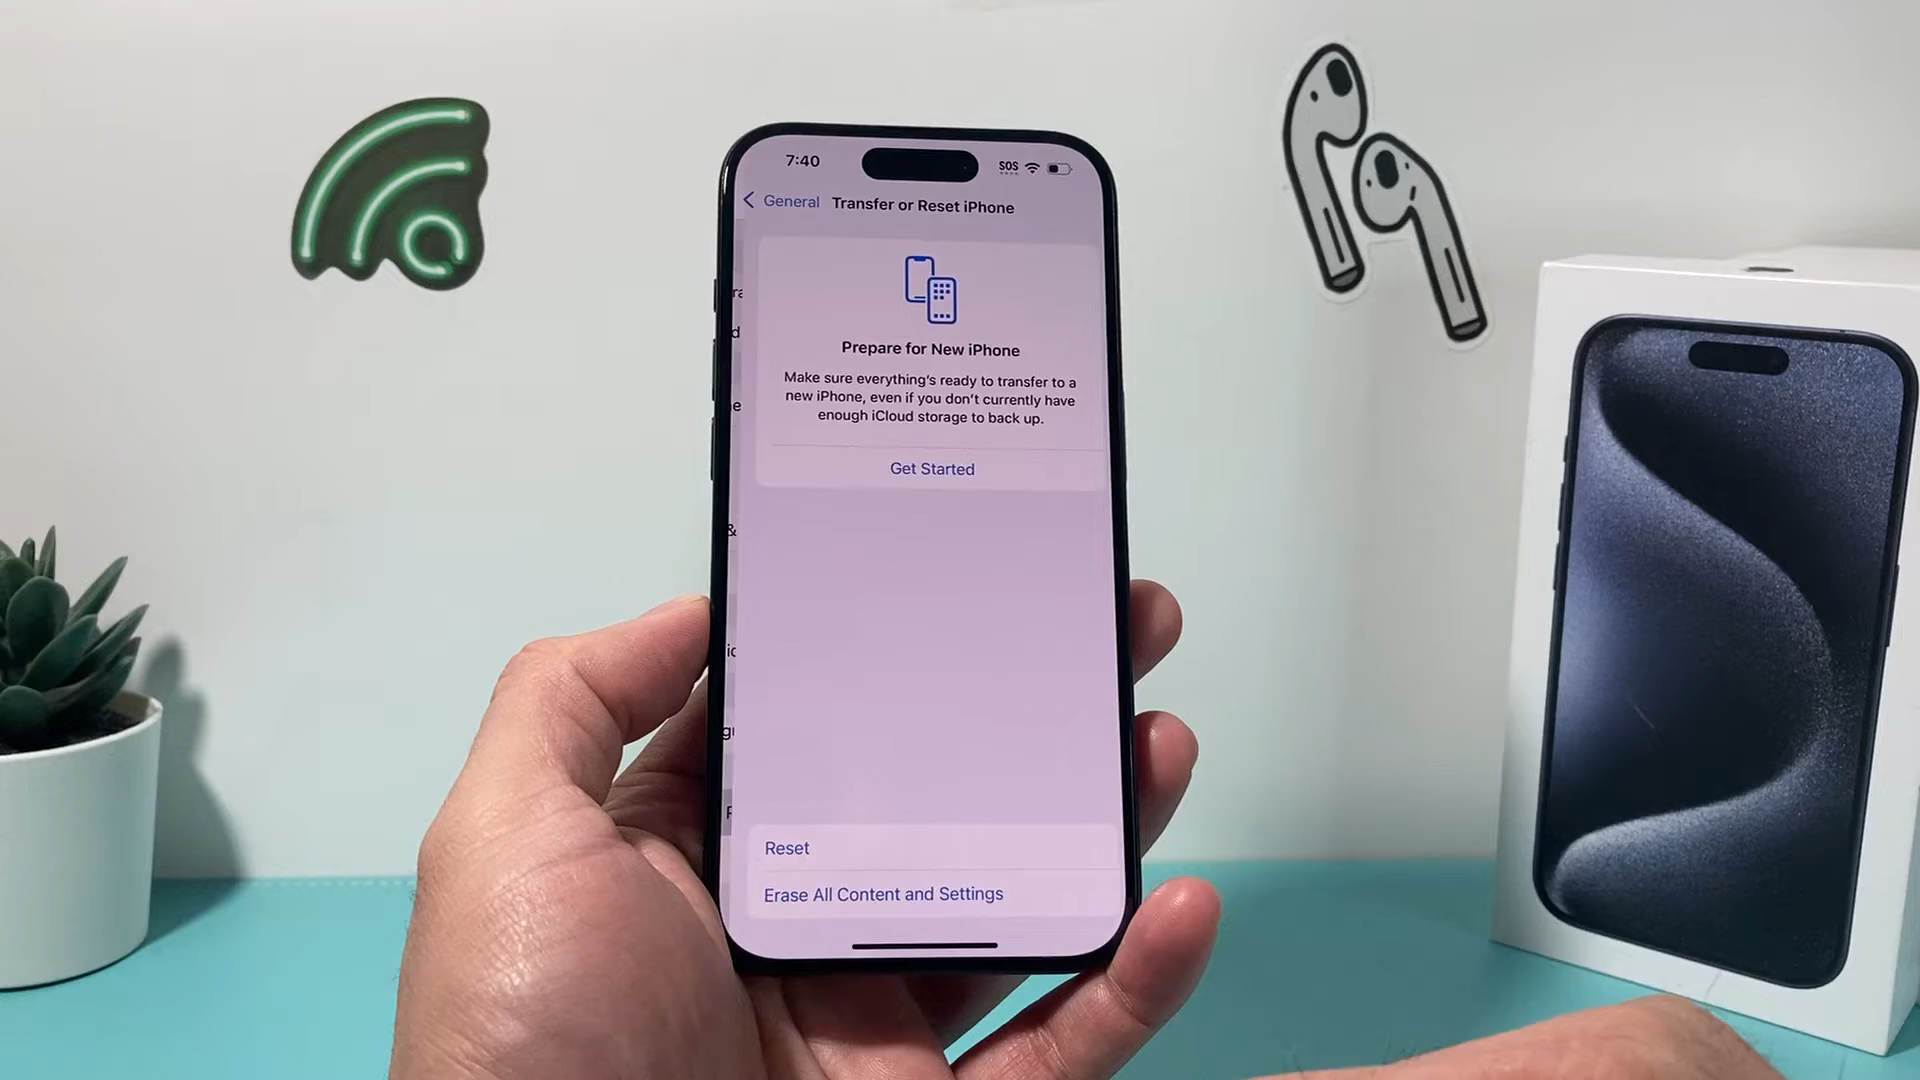 7:40
SOS
General
Transfer or Reset iPhone
Prepare for New iPhone
Make sure everything's ready to transfer to a
new iPhone, even if you don't currently have
enough iCloud storage to back up.
Get Started
Reset
Erase All Content and Settings